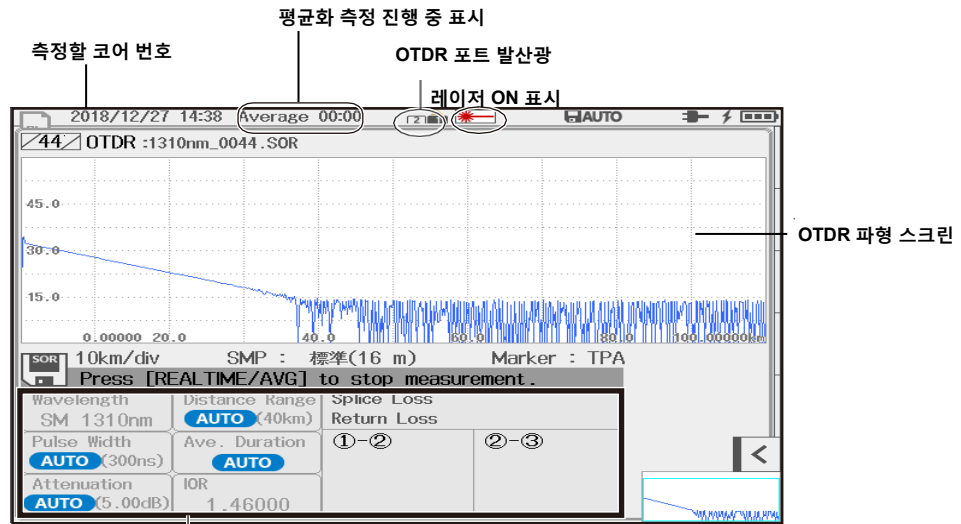 평균화 측정 진행 중 표시
측정할 코어 번호
OTDR 포트 발산광
레이저 ON 표시
2018/12/27 14:38 Average 00:00 2 AUTO
44 OTDR :1310nm_0044.SOR
45.0
OTDR 파형 스크린
30.0
15.0
0.00000 20.0 40.0 60.0 80.0 100.00000km
SOR 10km/div SMP : 標準(16 m) Marker : TPA
Press [REALTIME/AVG] to stop measurement.
Wavelength Distance Range Splice Loss
SM 1310nm AUTO (40km) Return Loss
Pulse Width Ave. Duration ①-② ②-③
AUTO (300ns) AUTO
Attenuation IOR
AUTO (5.00dB) 1.46000